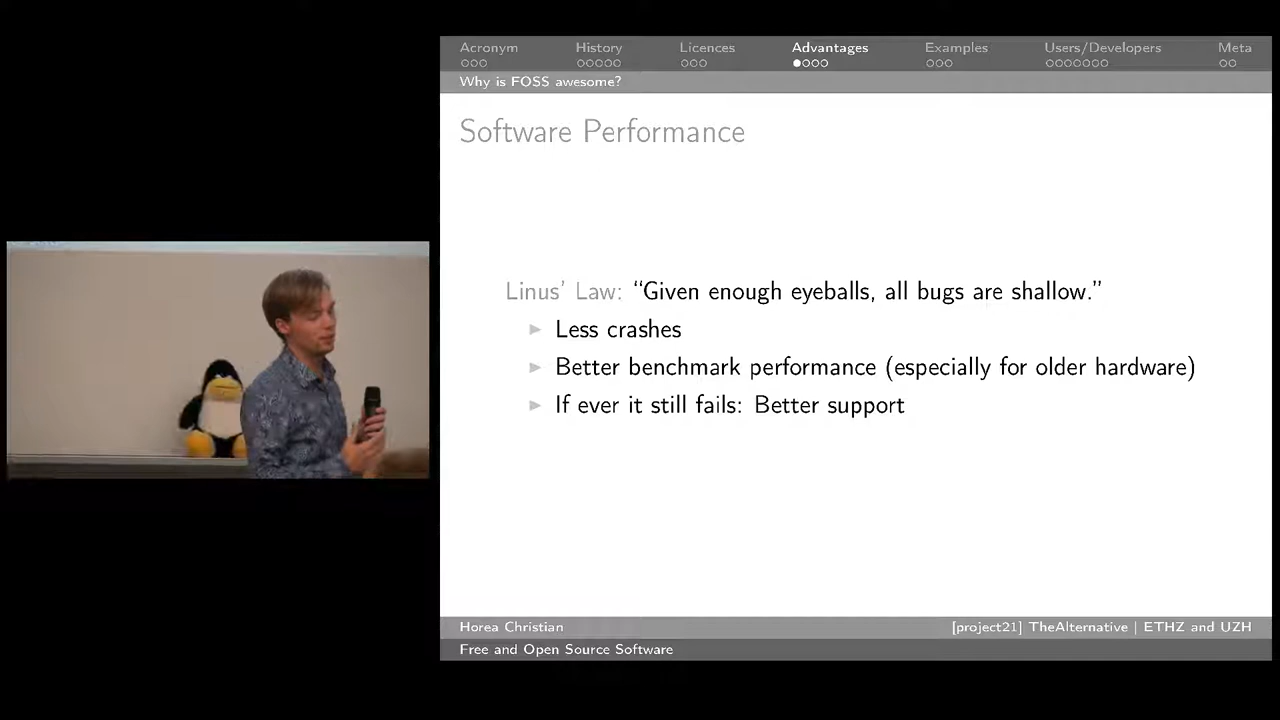 Acronym History Licences Advantages Examples Users/Developers Meta
Why is FOSS awesome?
Software Performance
Linus' Law: “Given enough eyeballs, all bugs are shallow.”
Less crashes
Better benchmark performance (especially for older hardware)
If ever it still fails: Better support
Horea Christian [project21] TheAlternative | ETHZ and UZH
Free and Open Source Software